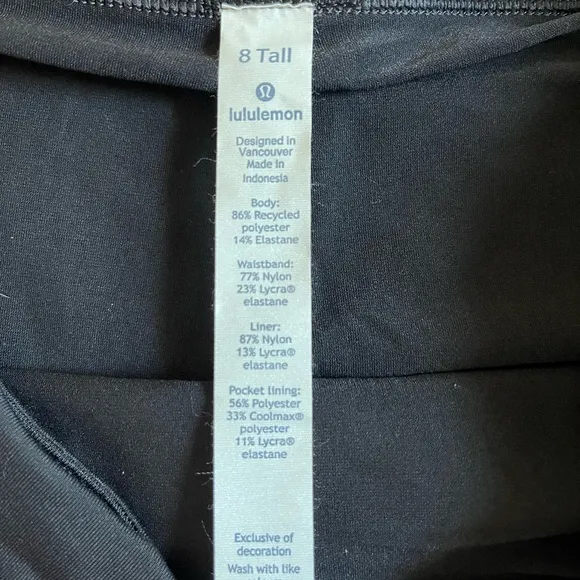 8 Tall
lululemon
Designed in
Vancouver
Made in
Indonesia
Body:
86% Recycled
polyester
14% Elastane
Waistband:
77% Nylon
23% Lycra®
elastane
Liner:
87% Nylon
13% Lycra®
elastane
Pocket lining:
56% Polyester
33% Coolmax®
polyester
11% Lycra®
elastane
Exclusive of
decoration
Wash with like